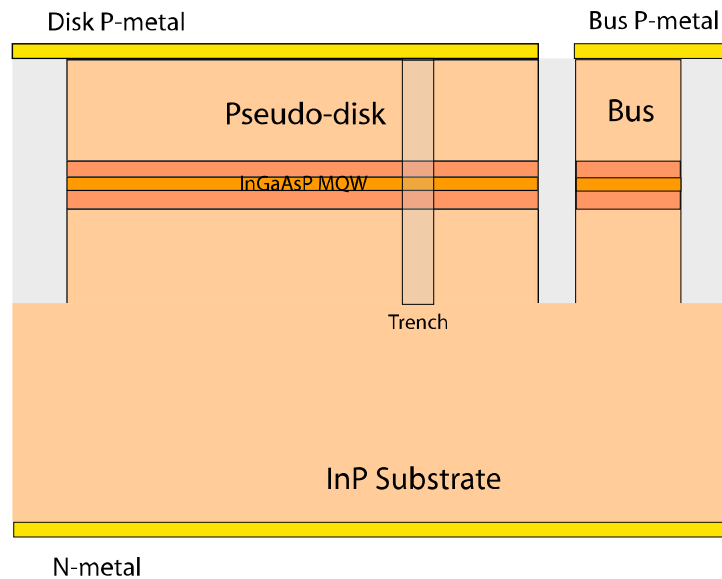 Disk P-metal
Bus P-metal
Pseudo-disk
Bus
InGaAsP MQW
Trench
InP Substrate
N-metal